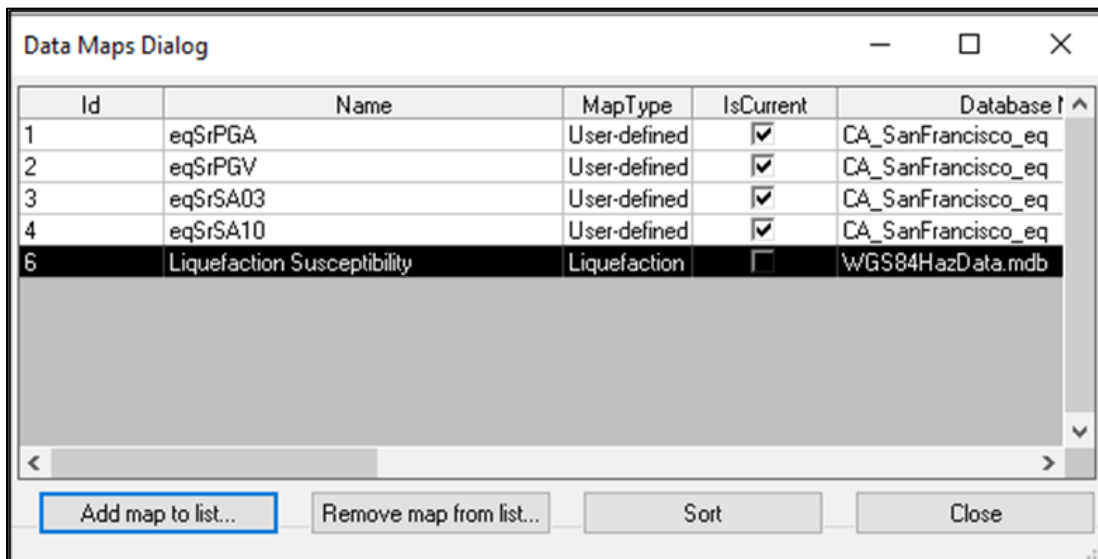 Data Maps Dialog
Id Name MapType IsCurrent Database
1 eqSrPGA User-defined CA_SanFrancisco_eq
2 eqSrPGV User-defined CA_SanFrancisco_eq
3 eqSrSA03 User-defined CA_SanFrancisco_eq
4 eqSrSA10 User-defined CA_SanFrancisco_eq
6 Liquefaction Susceptibility Liquefaction WGS84HazData.mdb
Add map to list... Remove map from list... Sort Close